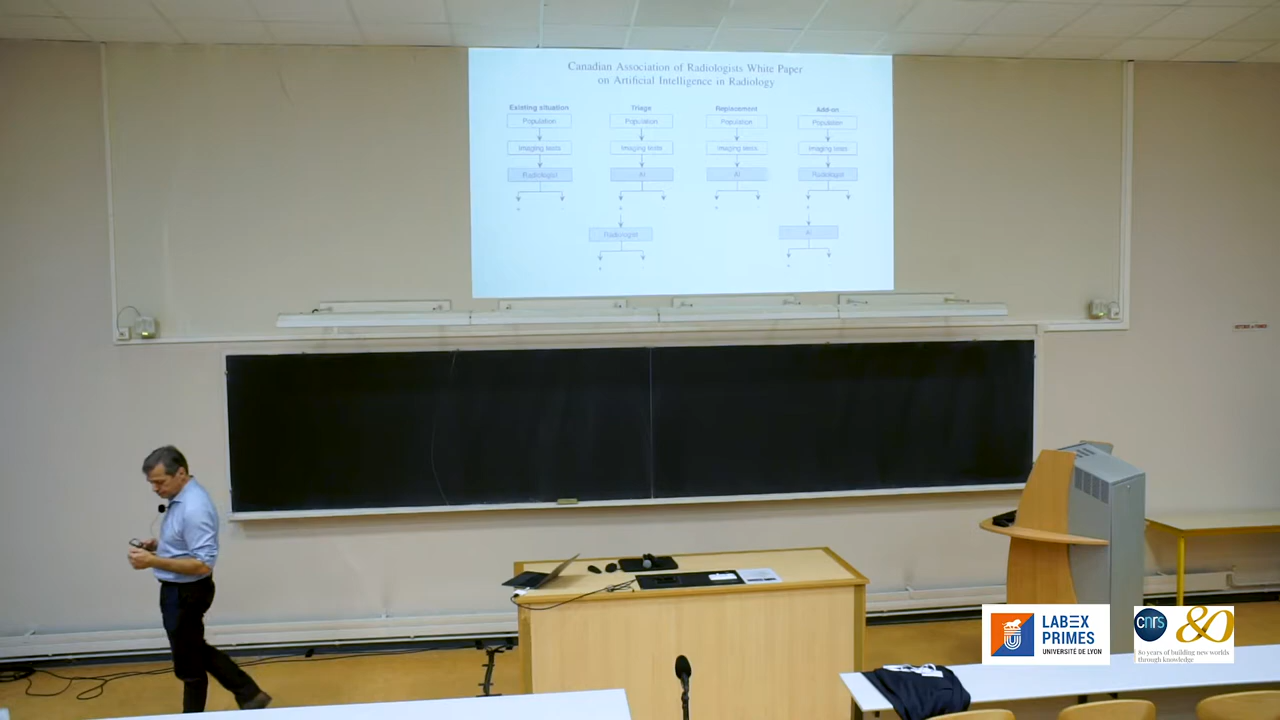 Canadian Association of Radiologists White Paper
on Artificial Intelligence in Radiology
Existing situation
Population
Imaging tests
Radiologist
Triage
Population
Imaging tests
AI
Radiologist
Replacement
Population
Imaging tests
AI
Add-on
Population
Imaging tests
Radiologist
AI
LABEX
PRIMES
UNIVERSITÉ DE LYON
cnrs
80
80 years of building new worlds
through knowledge